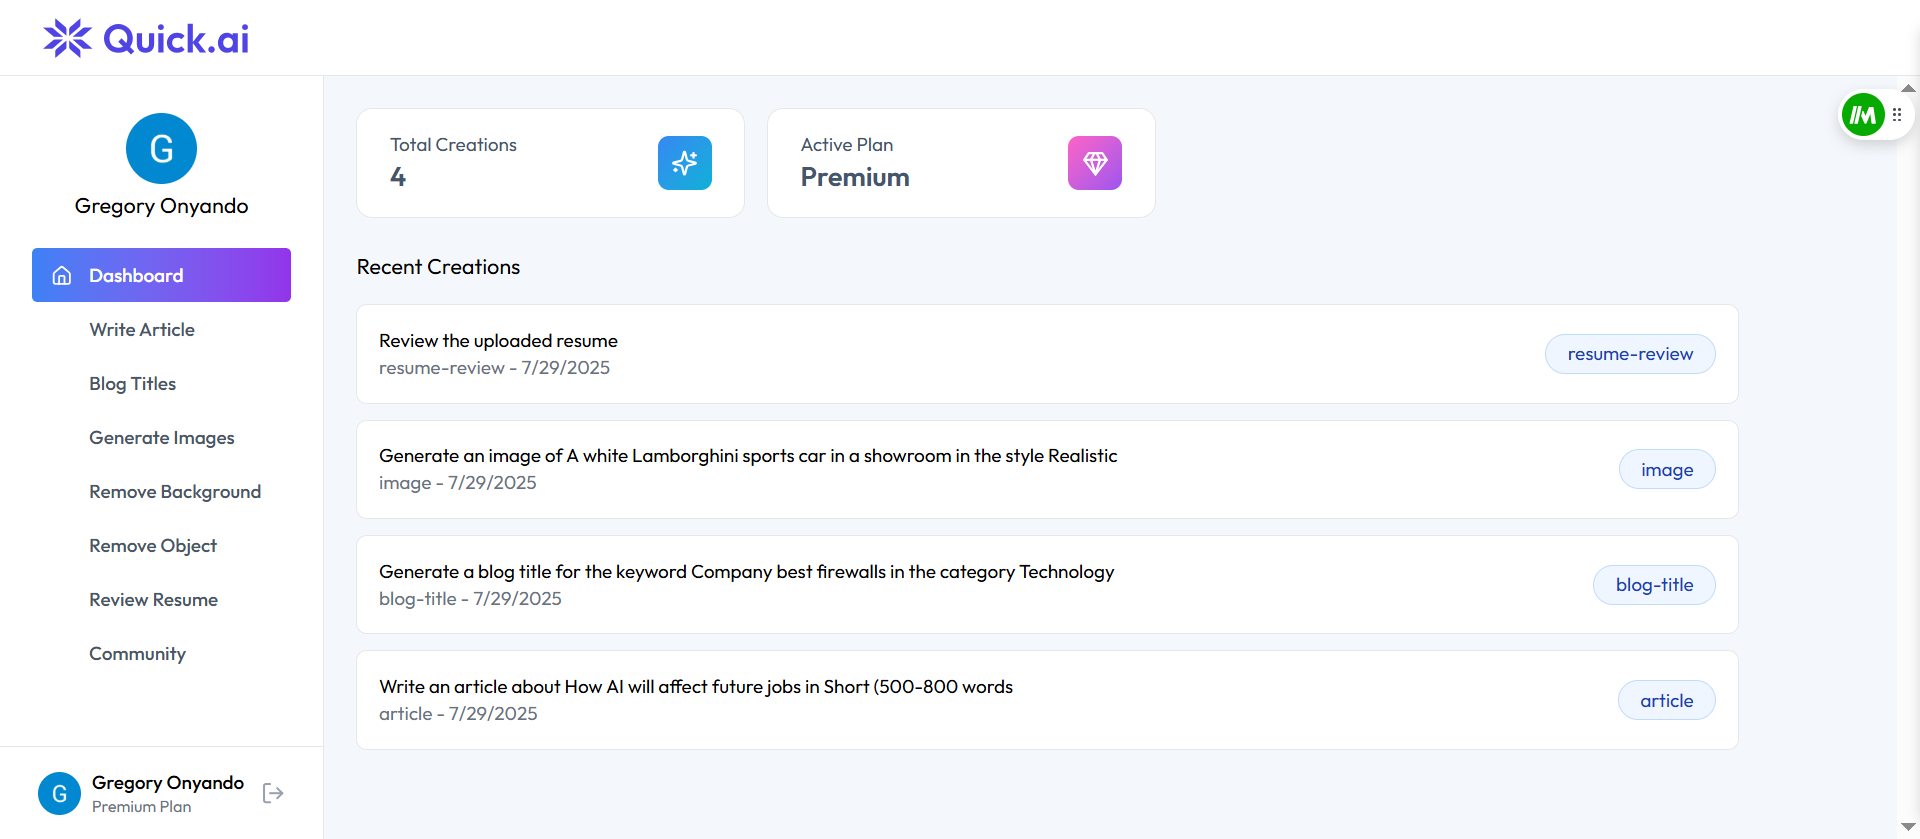 Quick.ai
G
Gregory Onyando
Dashboard
Write Article
Blog Titles
Generate Images
Remove Background
Remove Object
Review Resume
Community
G
Gregory Onyando
Premium Plan
Total Creations
4
Active Plan
Premium
Recent Creations
Review the uploaded resume
resume-review - 7/29/2025
resume-review
Generate an image of A white Lamborghini sports car in a showroom in the style Realistic
image - 7/29/2025
image
Generate a blog title for the keyword Company best firewalls in the category Technology
blog-title - 7/29/2025
blog-title
Write an article about How AI will affect future jobs in Short (500-800 words
article - 7/29/2025
article